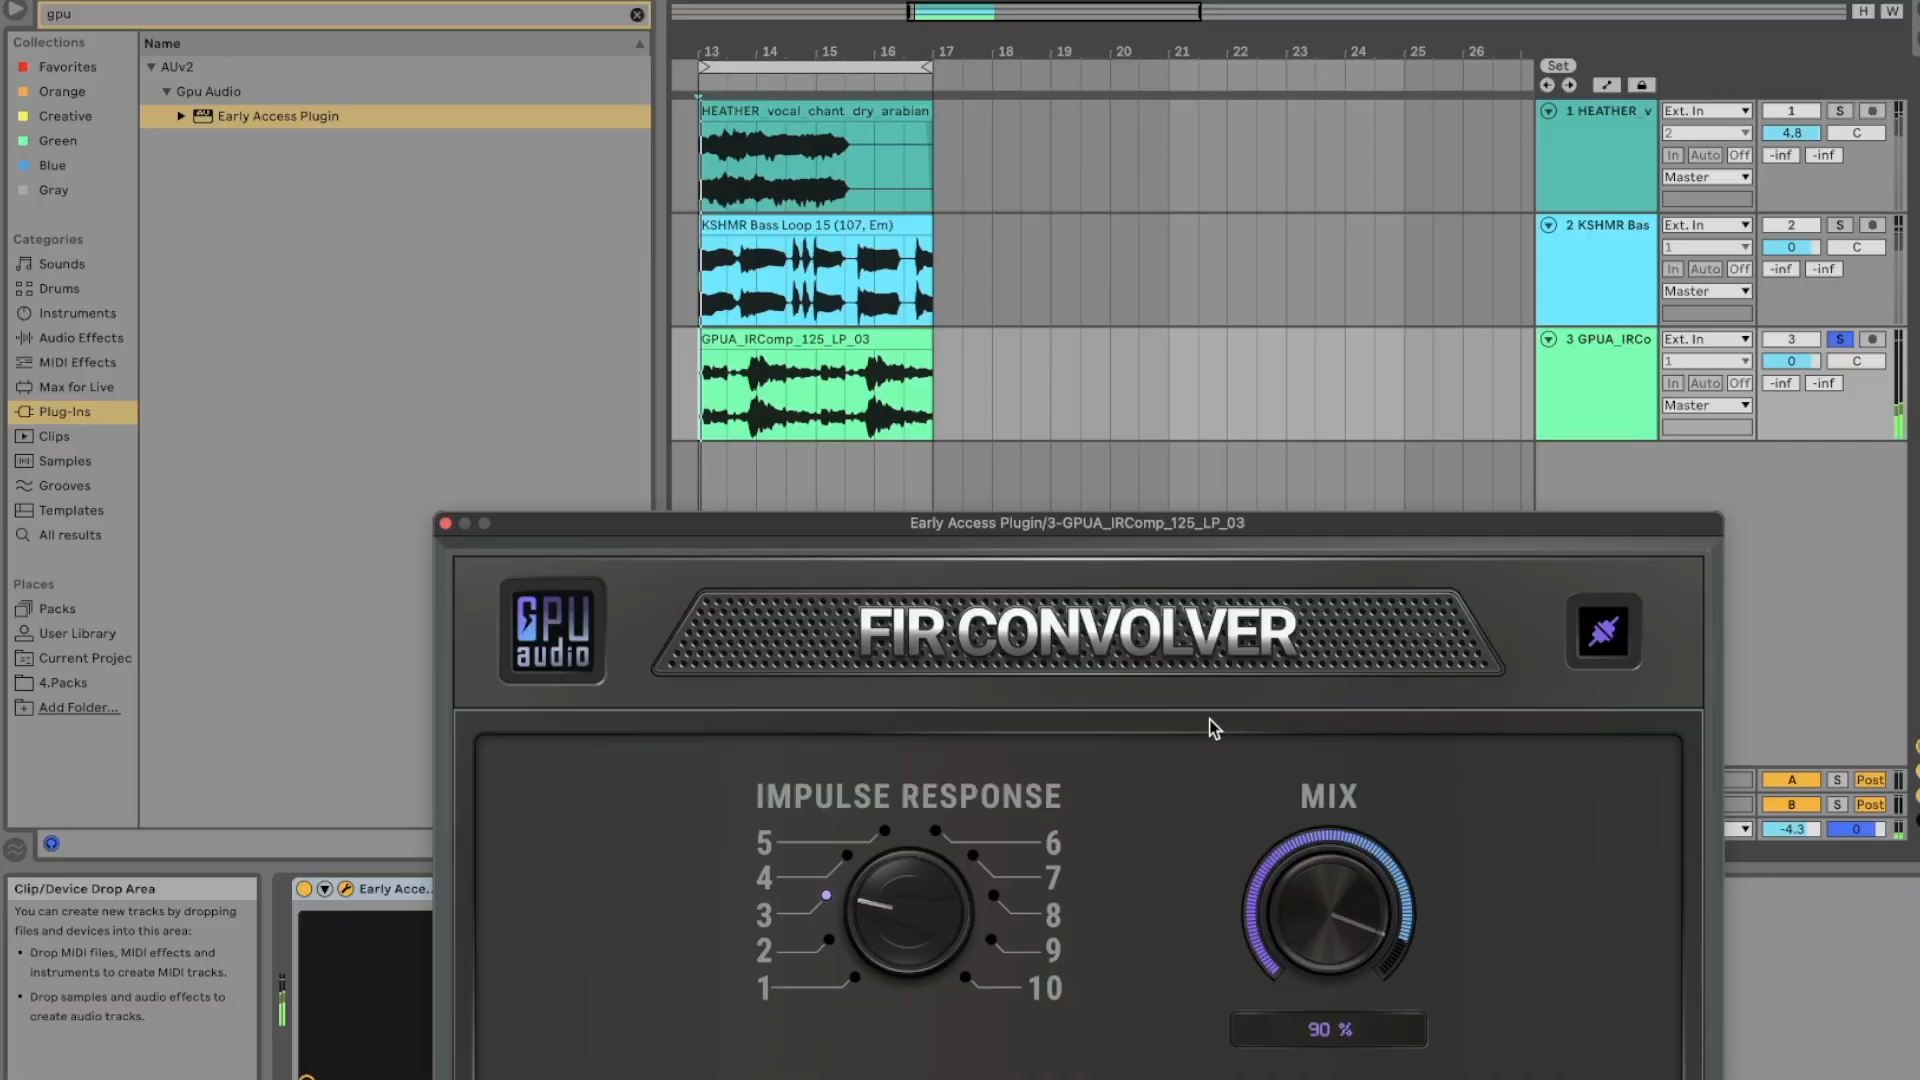 gpu
H W
Collections
Favorites
Orange
Creative
Green
Blue
Gray
Categories
Sounds
Drums
Instruments
Audio Effects
MIDI Effects
Max for Live
Plug-Ins
Clips
Samples
Grooves
Templates
All results
Places
Packs
User Library
Current Projec
4.Packs
Add Folder...
Name
AUv2
Gpu Audio
AU Early Access Plugin
13 14 15 16 17 18 19 20 21 22 23 24 25 26
Set
HEATHER vocal chant dry arabian
1 HEATHER_v
Ext. In
1 S
2
4.8 C
In Auto Off
-inf -inf
Master
KSHMR Bass Loop 15 (107, Em)
2 KSHMR Bas
Ext. In
2 S
1
0 C
In Auto Off
-inf -inf
Master
GPUA_IRComp_125_LP_03
3 GPUA_IRCo
Ext. In
3 S
1
0 C
In Auto Off
-inf -inf
Master
Early Access Plugin/3-GPUA_IRComp_125_LP_03
GPU
audio
FIR CONVOLVER
IMPULSE RESPONSE
5 6
4 7
3 8
2 9
1 10
MIX
90 %
A S Post
B S Post
-4.3 0
Clip/Device Drop Area
You can create new tracks by dropping
files and devices into this area:
• Drop MIDI files, MIDI effects and
instruments to create MIDI tracks.
• Drop samples and audio effects to
create audio tracks.
Early Acce..